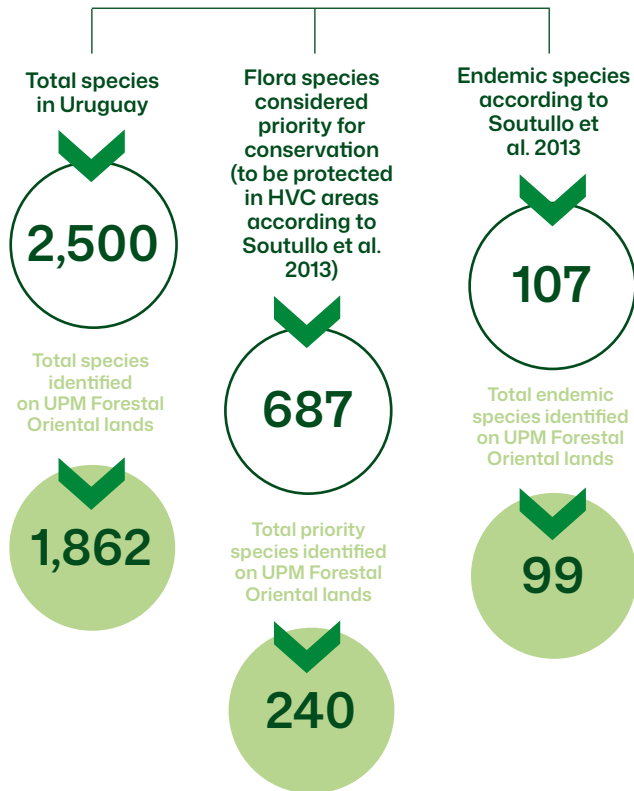 Total species
in Uruguay
2,500
Total species
identified
on UPM Forestal
Oriental lands
1,862
Flora species
considered
priority for
conservation
(to be protected
in HVC areas
according to
Soutullo et al.
2013)
687
Total priority
species identified
on UPM Forestal
Oriental lands
240
Endemic species
according to
Soutullo et
al. 2013
107
Total endemic
species identified
on UPM Forestal
Oriental lands
99